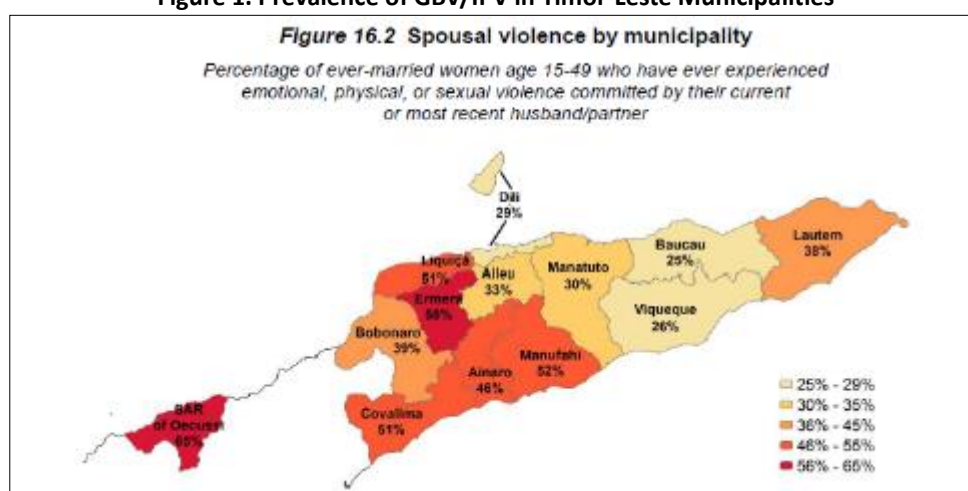 Figure 1. Prevalence of GBV/IPV in Timor-Leste Municipalities
Figure 16.2 Spousal violence by municipality
Percentage of ever-married women age 15-49 who have ever experienced
emotional, physical, or sexual violence committed by their current
or most recent husband/partner
Dili
29%
Lautem
38%
Baucau
25%
Liquiçá
51%
Aileu
33%
Manatuto
30%
Ermera
Viqueque
26%
Bobonaro
39%
Manufahi
52%
Ainaro
46%
SAR
of Oecussi
65%
Covalima
51%
25% - 29%
30% - 35%
36% - 45%
46% - 55%
56% - 65%